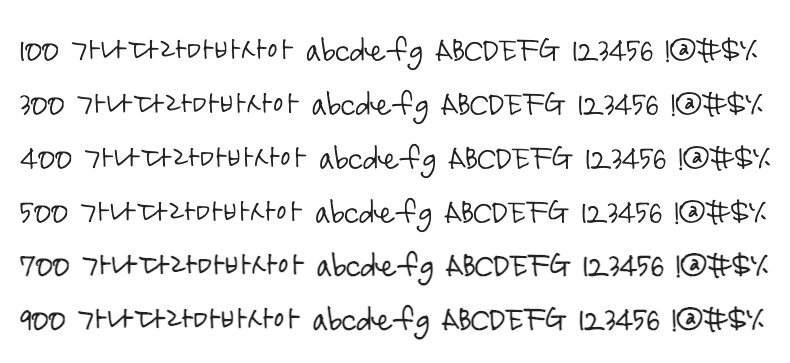 100 가나다라마바사아 abcdefg ABCDEFG 123456 !@#$%
300 가나다라마바사아 abcdefg ABCDEFG 123456 !@#$%
400 가나다라마바사아 abcdefg ABCDEFG 123456 !@#$%
500 가나다라마바사아 abcdefg ABCDEFG 123456 !@#$%
700 가나다라마바사아 abcdefg ABCDEFG 123456 !@#$%
900 가나다라마바사아 abcdefg ABCDEFG 123456 !@#$%